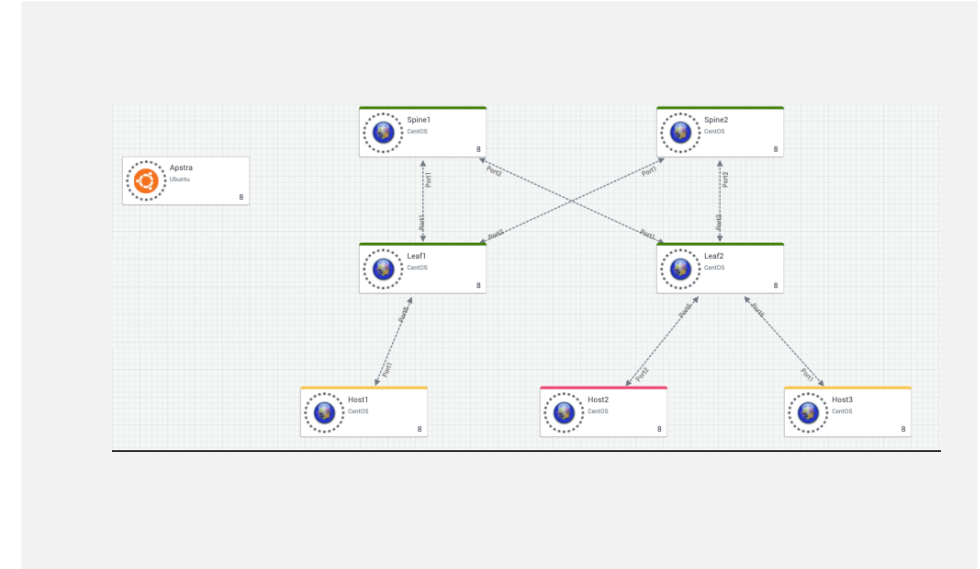 Spine1
CentOS
8
Spine2
CentOS
8
Apstra
Ubuntu
8
Port1
Port2
Port1
Port2
Port1
Port2
Port1
Leaf1
CentOS
8
Leaf2
CentOS
8
Port1
Port2
Port1
Host1
CentOS
8
Host2
CentOS
8
Host3
CentOS
8